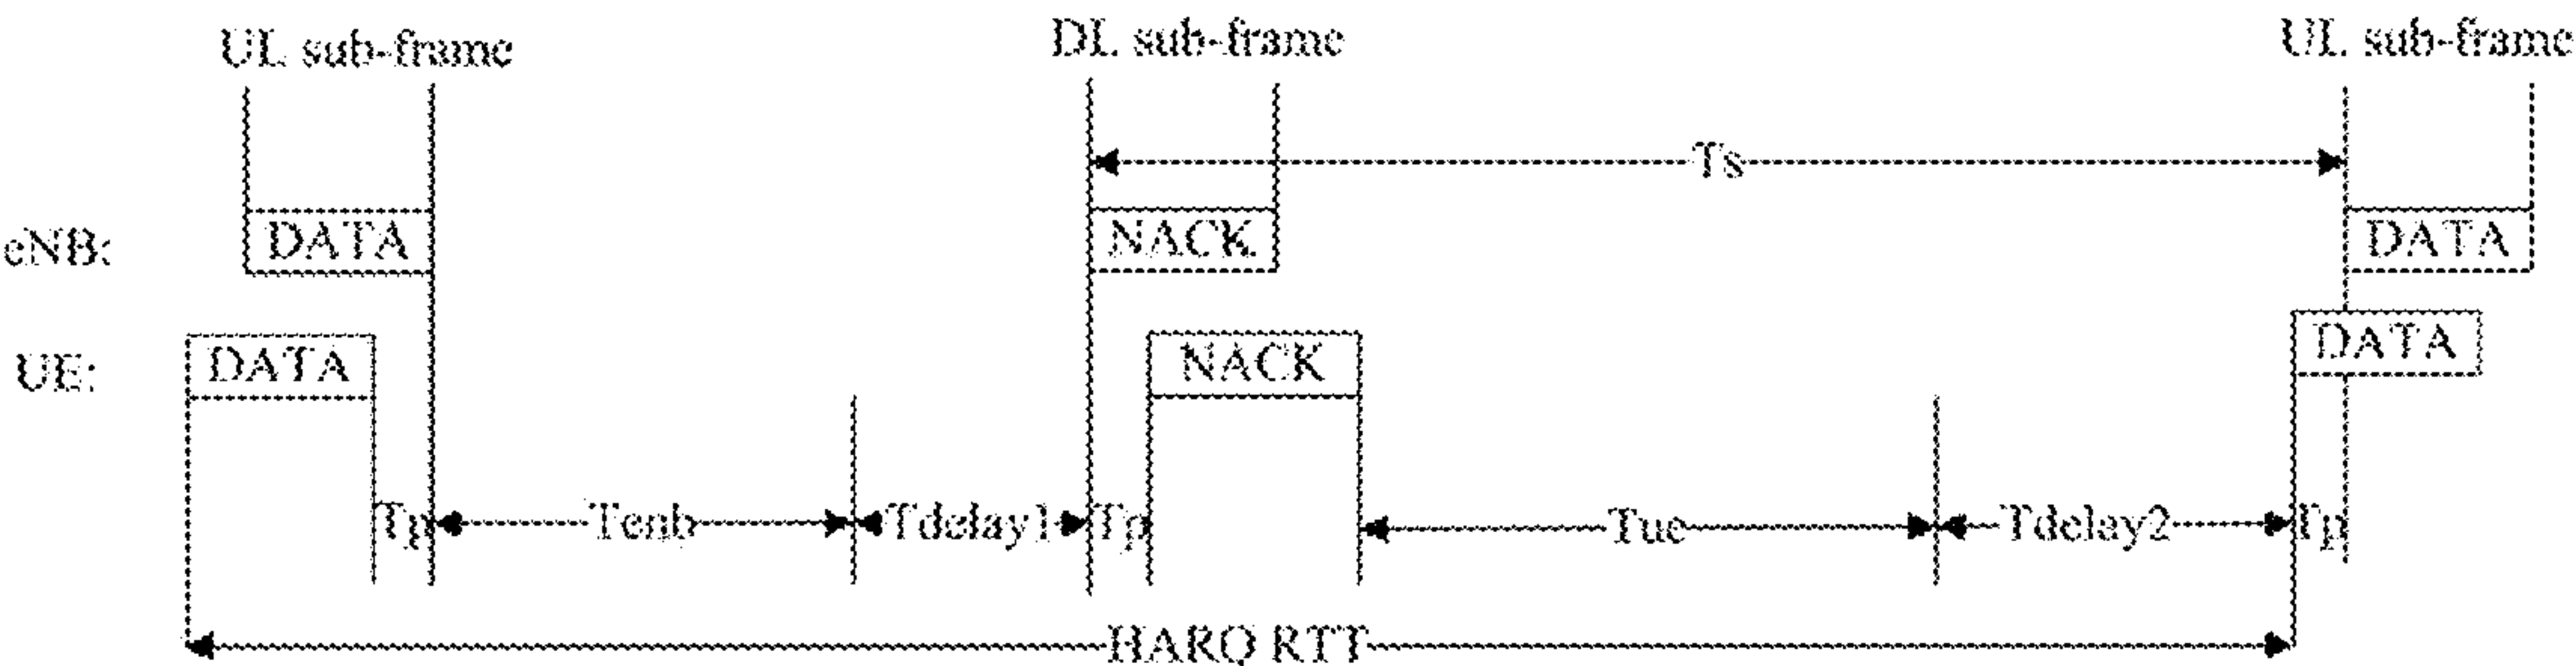 UL sub-frame DL sub-frame UL sub-frame
Ts
eNB: DATA NACK DATA
UE: DATA NACK DATA
Tp Tenb Tdelay1 Tp Tue Tdelay2 Tp
HARQ RTT